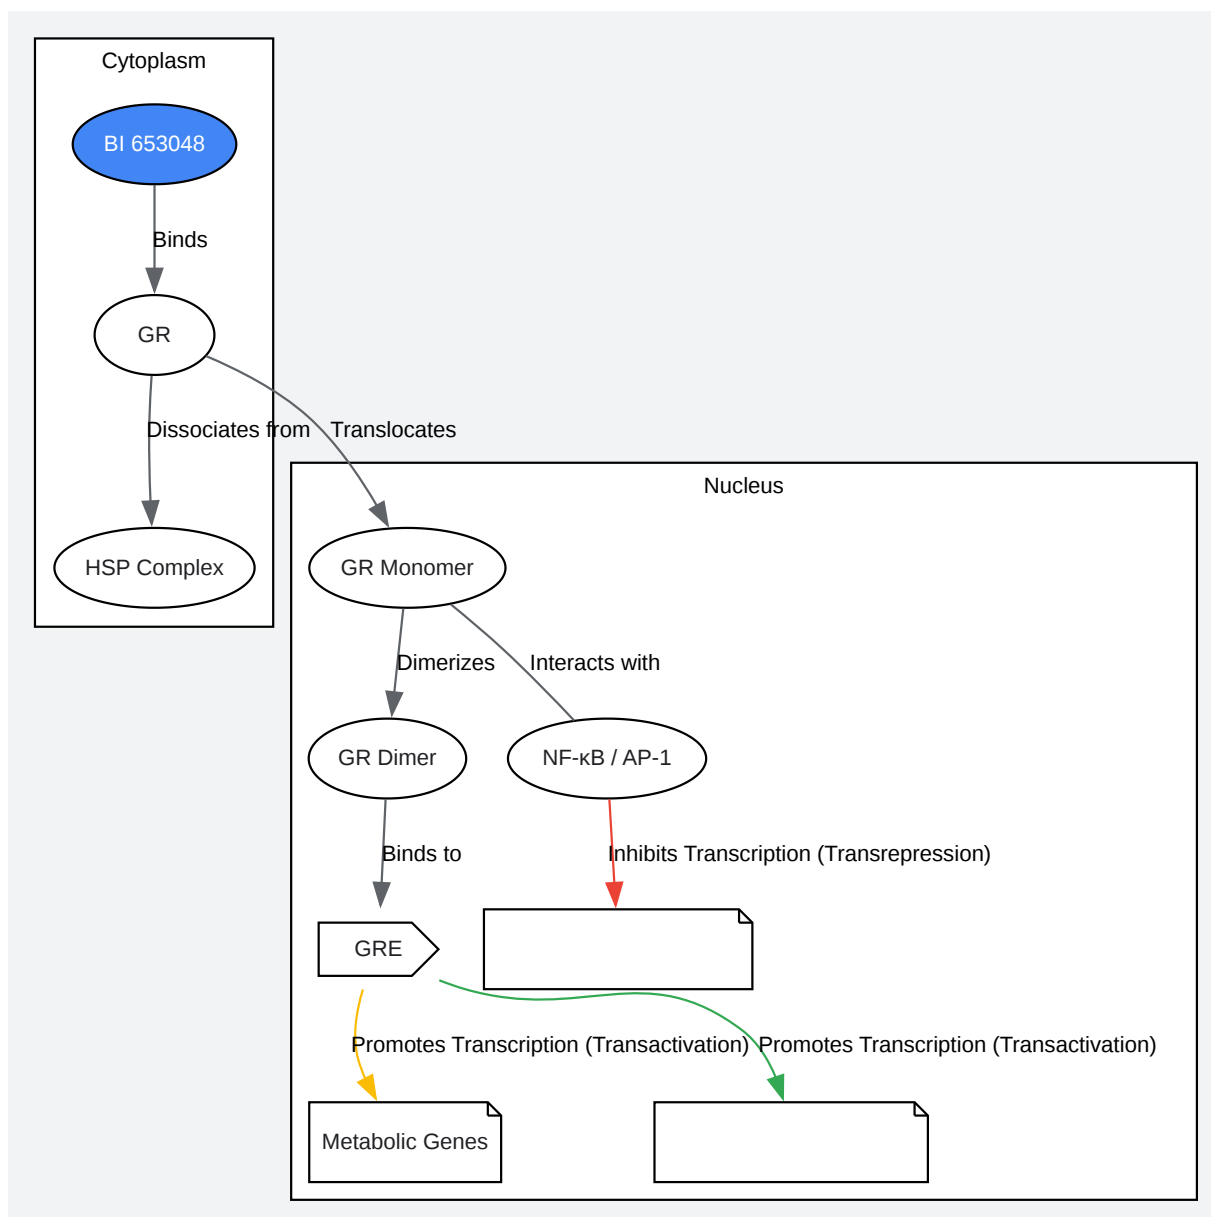 Cytoplasm
BI 653048
Binds
GR
Dissociates from
Translocates
Nucleus
HSP Complex
GR Monomer
Dimerizes
Interacts with
GR Dimer
NF-κB / AP-1
Binds to
Inhibits Transcription (Transrepression)
GRE
Promotes Transcription (Transactivation)
Promotes Transcription (Transactivation)
Metabolic Genes